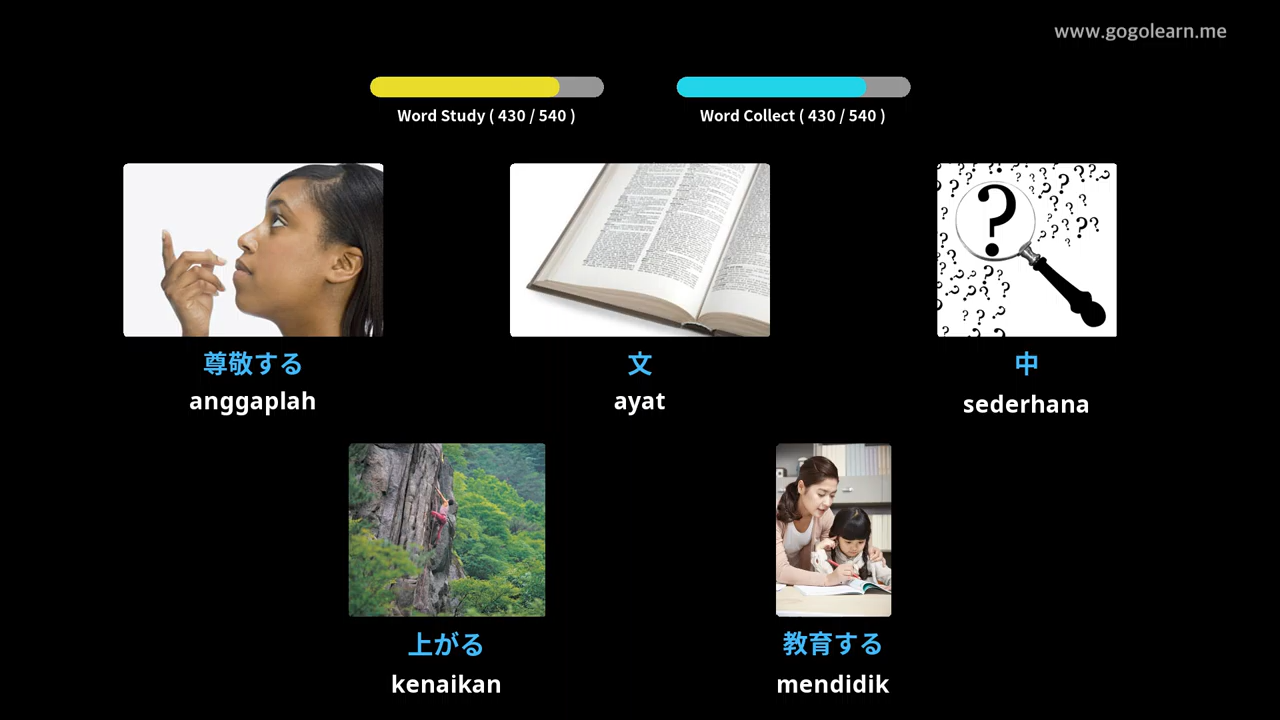 www.gogolearn.me
Word Study ( 430 / 540 )
Word Collect ( 430 / 540 )
尊敬する
anggaplah
文
ayat
中
sederhana
上がる
kenaikan
教育する
mendidik